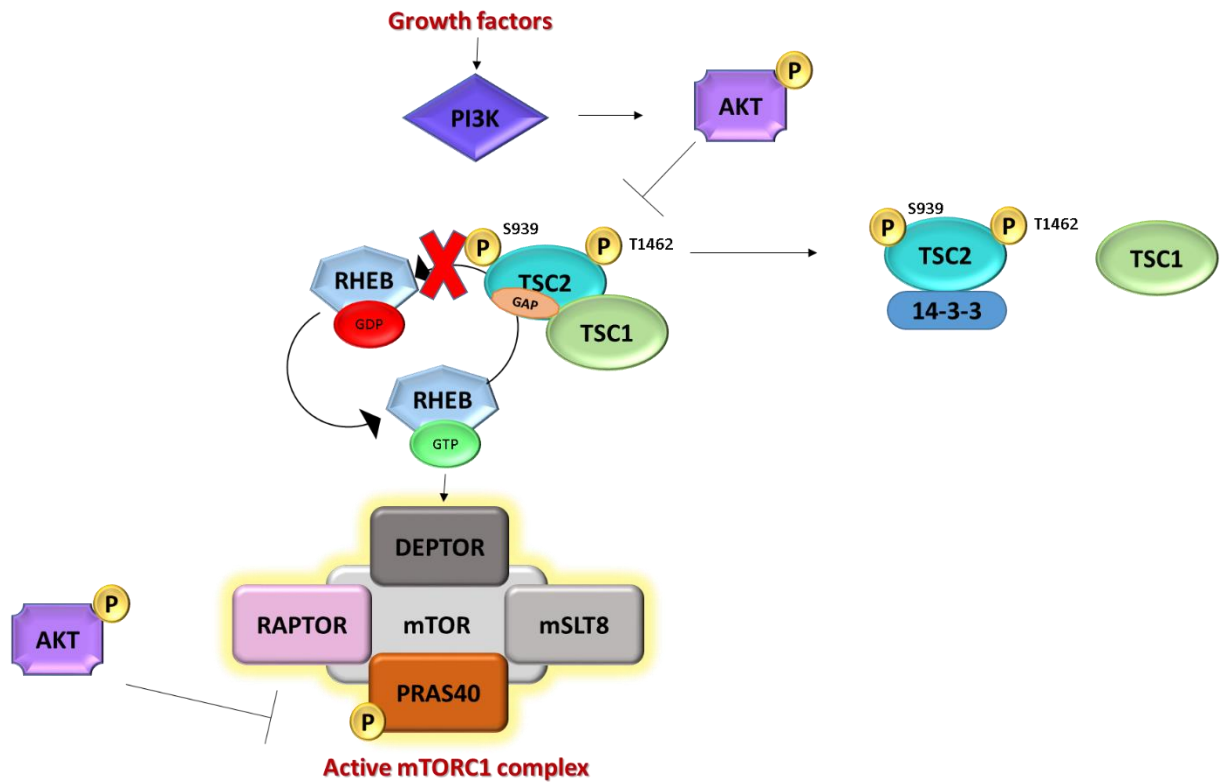 Growth factors
P
PI3K
AKT
S939
P
P
T1462
RHEB
TSC2
GAP
GDP
TSC1
S939
P
P
T1462
TSC2
TSC1
14-3-3
RHEB
GTP
DEPTOR
RAPTOR
mTOR
mSLT8
P
AKT
PRAS40
P
Active mTORC1 complex